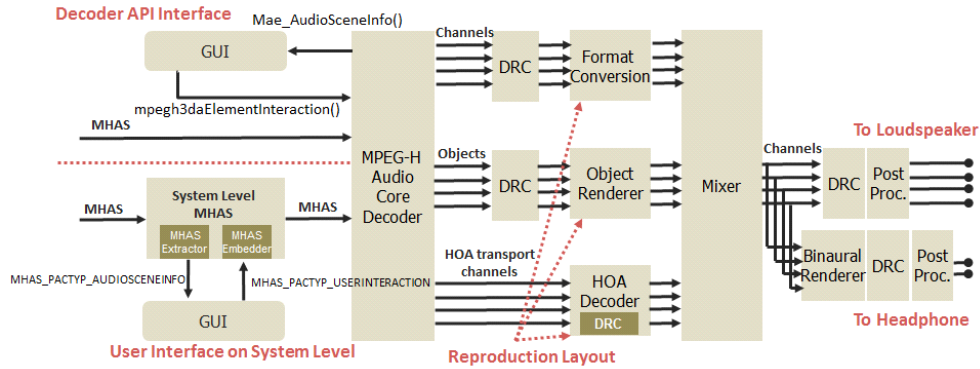 Decoder API Interface
Mae_AudioSceneInfo()
GUI
mpegh3daElementInteraction()
MHAS
MHAS
System Level
MHAS
MHAS
Extractor
MHAS
Embedder
MHAS
MHAS_PACTYP_AUDIOSCENEINFO
MHAS_PACTYP_USERINTERACTION
GUI
User Interface on System Level
MPEG-H
Audio
Core
Decoder
Channels
DRC
Format
Conversion
Objects
DRC
Object
Renderer
HOA transport
channels
HOA
Decoder
DRC
Reproduction Layout
Mixer
Channels
To Loudspeaker
DRC
Post
Proc.
Binaural
Renderer
DRC
Post
Proc.
To Headphone